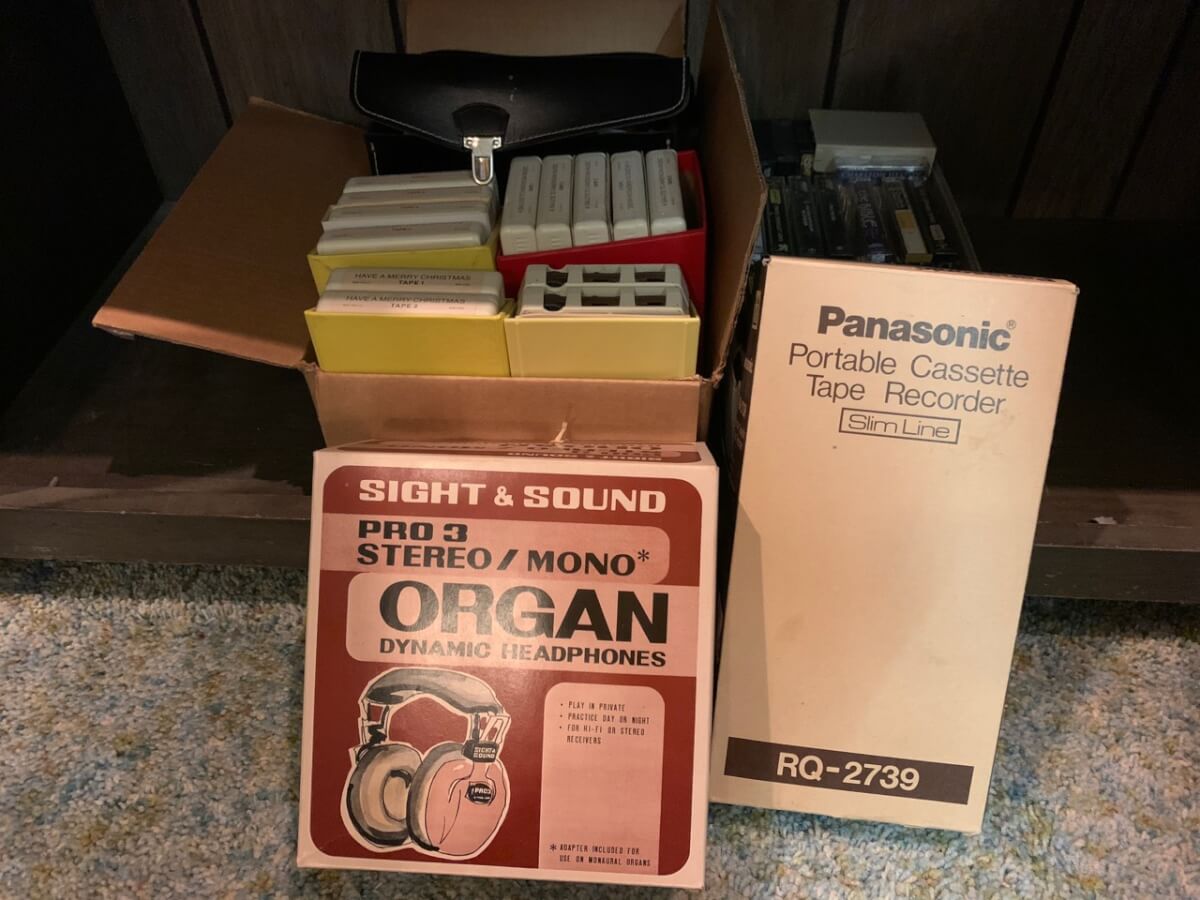 HAVE A MERRY CHRISTMAS
TAPE 1
HAVE A MERRY CHRISTMAS
TAPE 2
Panasonic®
Portable Cassette
Tape Recorder
Slim Line
RQ-2739
SIGHT & SOUND
PRO 3
STEREO / MONO*
ORGAN
DYNAMIC HEADPHONES
• PLAY IN PRIVATE
• PRACTICE DAY OR NIGHT
• FOR HI-FI OR STEREO
RECEIVERS
SIGHT &
SOUND
PRO3
* ADAPTER INCLUDED FOR
USE ON MONAURAL ORGANS